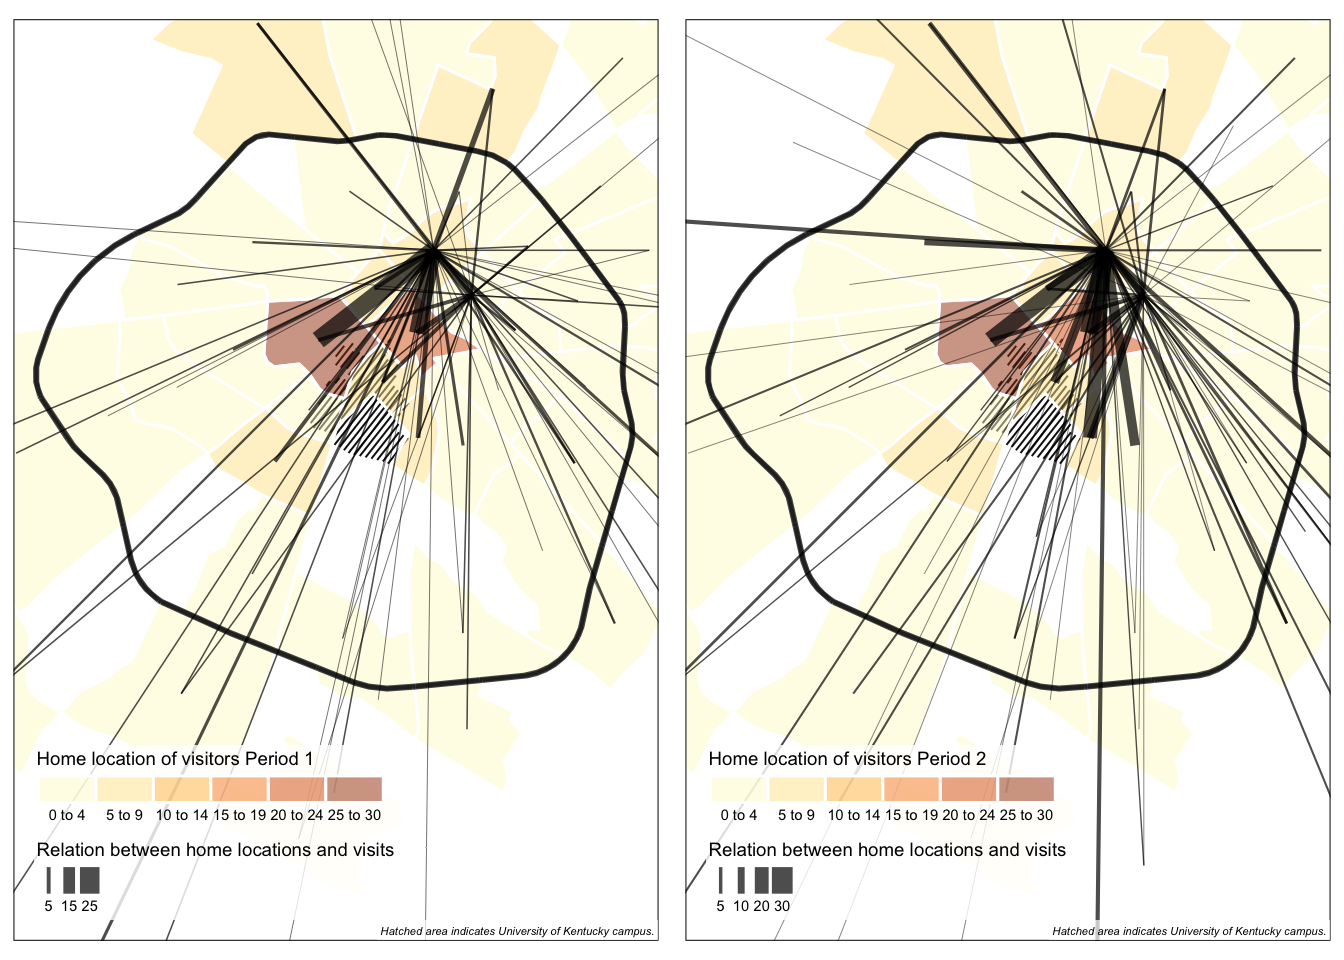 Home location of visitors Period 1
0 to 4 5 to 9 10 to 14 15 to 19 20 to 24 25 to 30
Relation between home locations and visits
5 15 25
Hatched area indicates University of Kentucky campus.
Home location of visitors Period 2
0 to 4 5 to 9 10 to 14 15 to 19 20 to 24 25 to 30
Relation between home locations and visits
5 10 20 30
Hatched area indicates University of Kentucky campus.